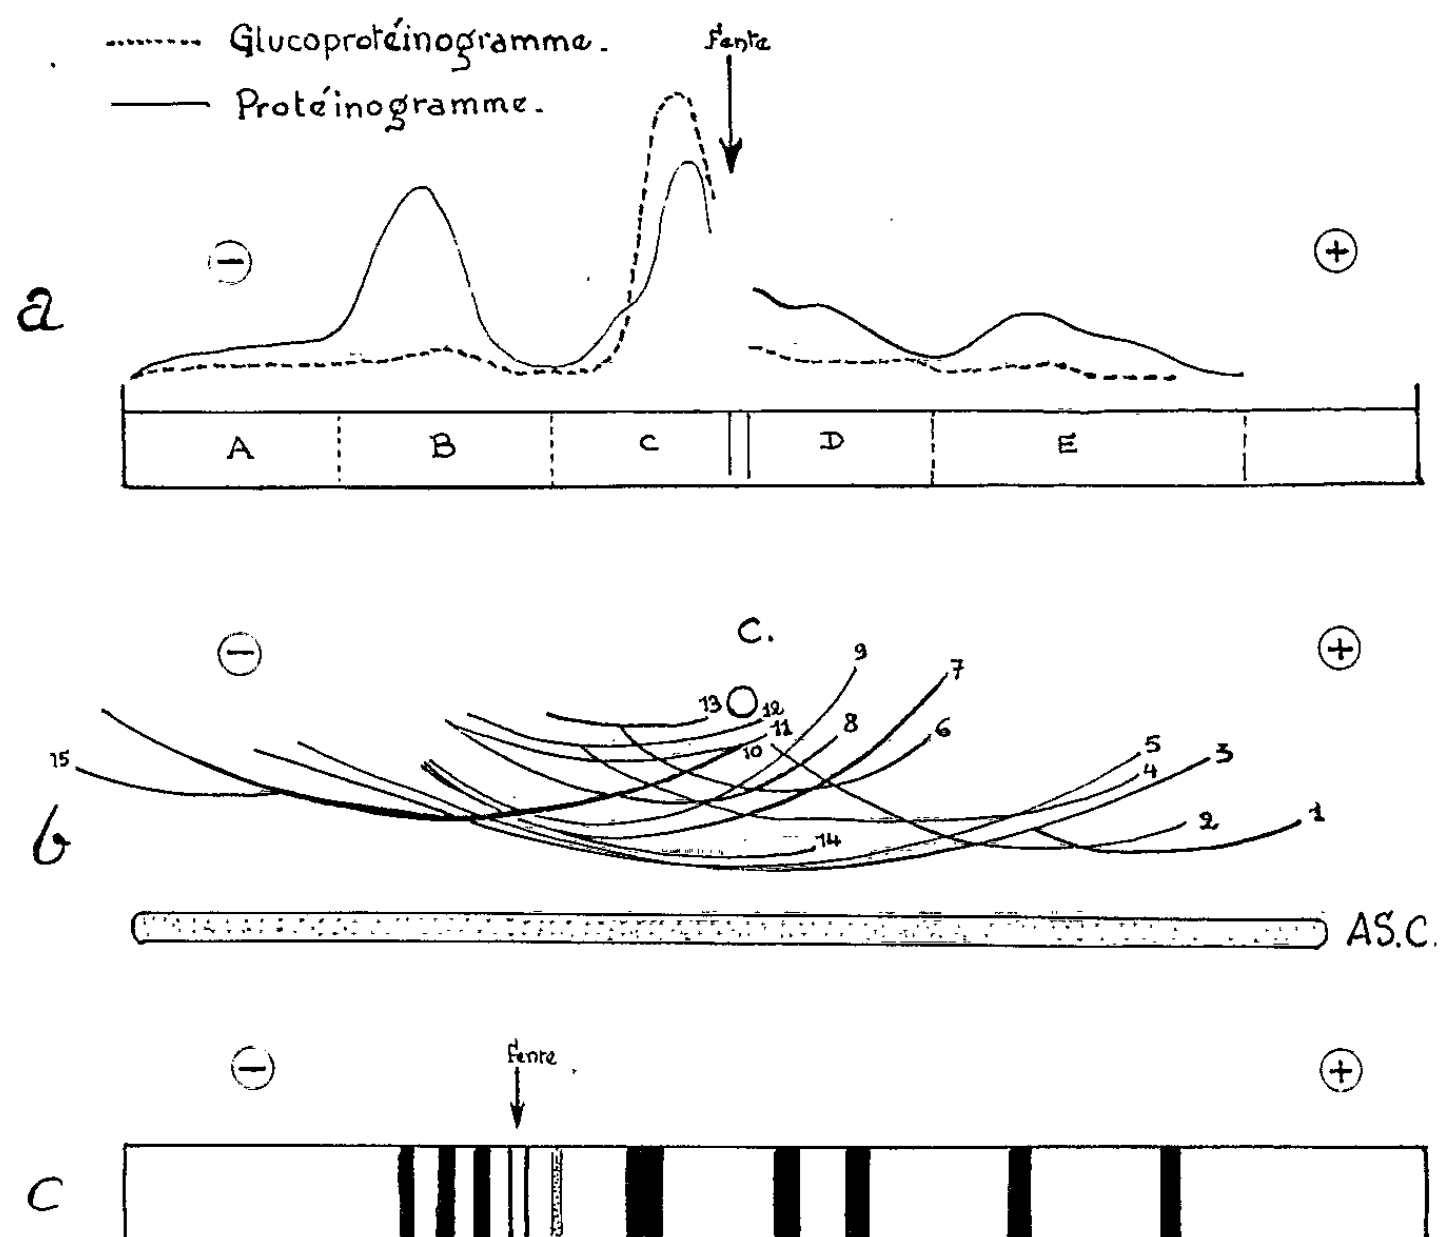 Glucoprotéinogramme.
Protéinogramme.
Fente
−
+
a
A B C D E
C.
−
+
9
7
13 12
11
8
6
10
5
3
4
15
14
2
1
b
AS.C.
Fente
−
+
C